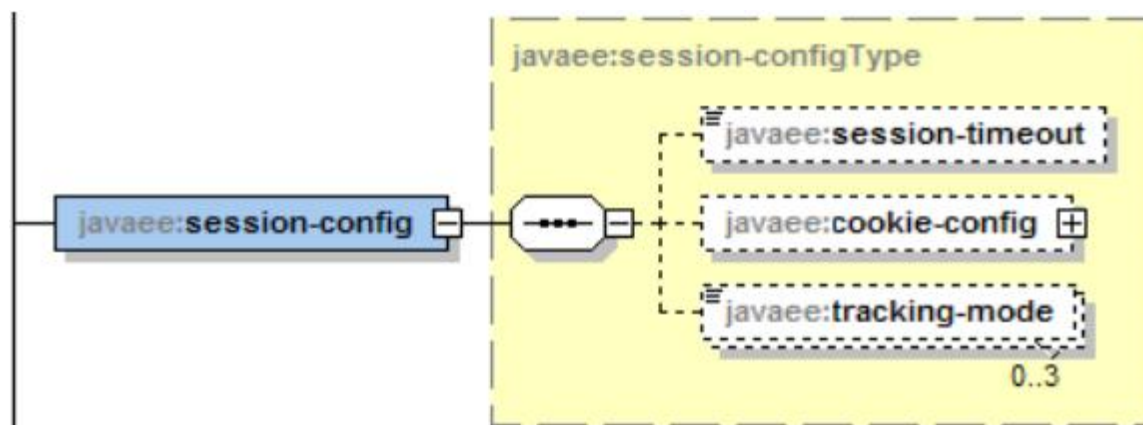 javaee:session-configType
javaee:session-timeout
javaee:session-config
javaee:cookie-config
javaee:tracking-mode
0..3